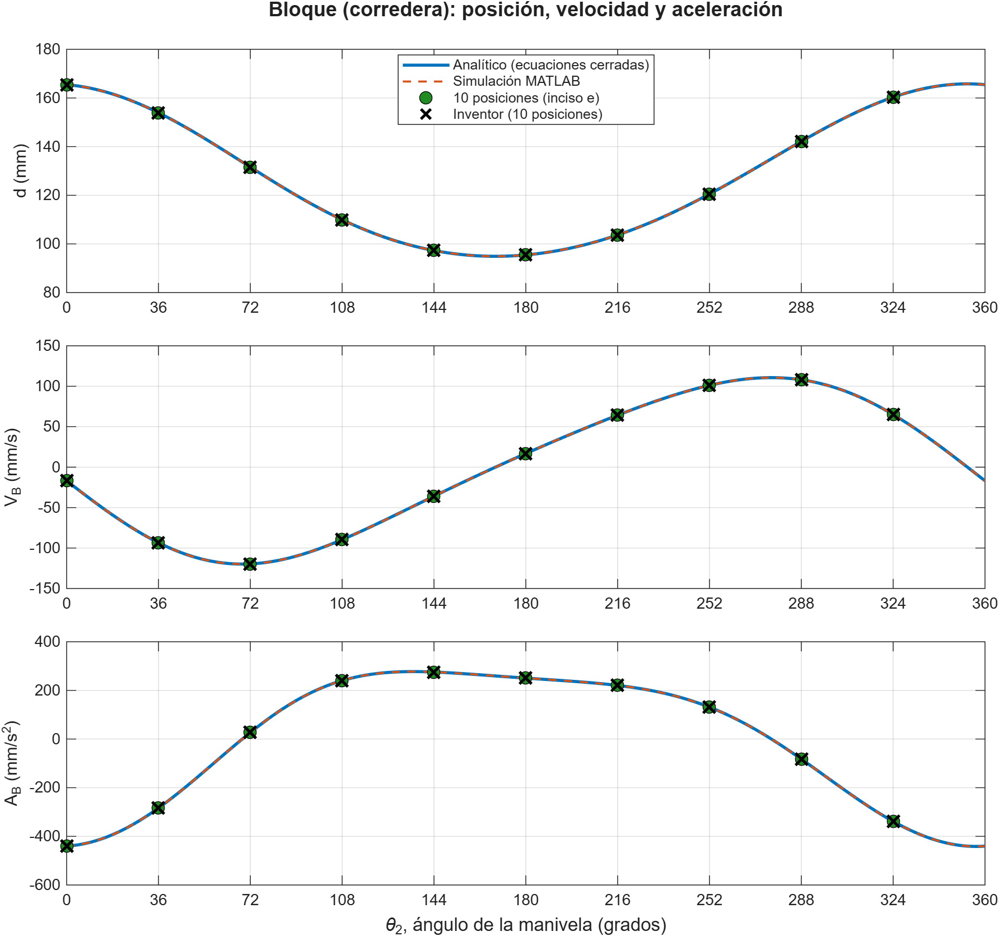 Bloque (corredera): posición, velocidad y aceleración
180
160
140
120
100
80
d (mm)
Analítico (ecuaciones cerradas)
Simulación MATLAB
10 posiciones (inciso e)
Inventor (10 posiciones)
0 36 72 108 144 180 216 252 288 324 360
150
100
50
0
-50
-100
-150
V_B (mm/s)
0 36 72 108 144 180 216 252 288 324 360
400
200
0
-200
-400
-600
A_B (mm/s²)
0 36 72 108 144 180 216 252 288 324 360
θ₂, ángulo de la manivela (grados)